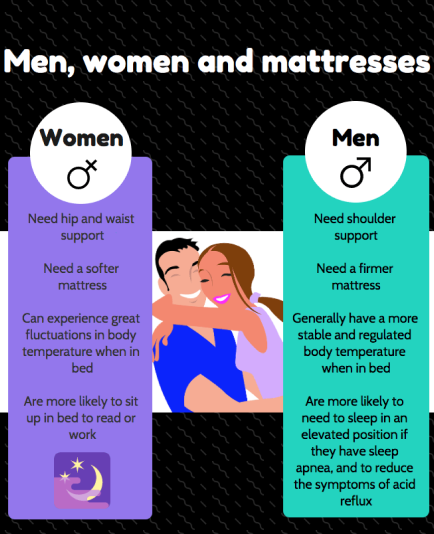 Men, women and mattresses
Women
Need hip and waist
support
Need a softer
mattress
Can experience great
fluctuations in body
temperature when in
bed
Are more likely to sit
up in bed to read or
work
Men
Need shoulder
support
Need a firmer
mattress
Generally have a more
stable and regulated
body temperature
when in bed
Are more likely to
need to sleep in an
elevated position if
they have sleep
apnea, and to reduce
the symptoms of acid
reflux